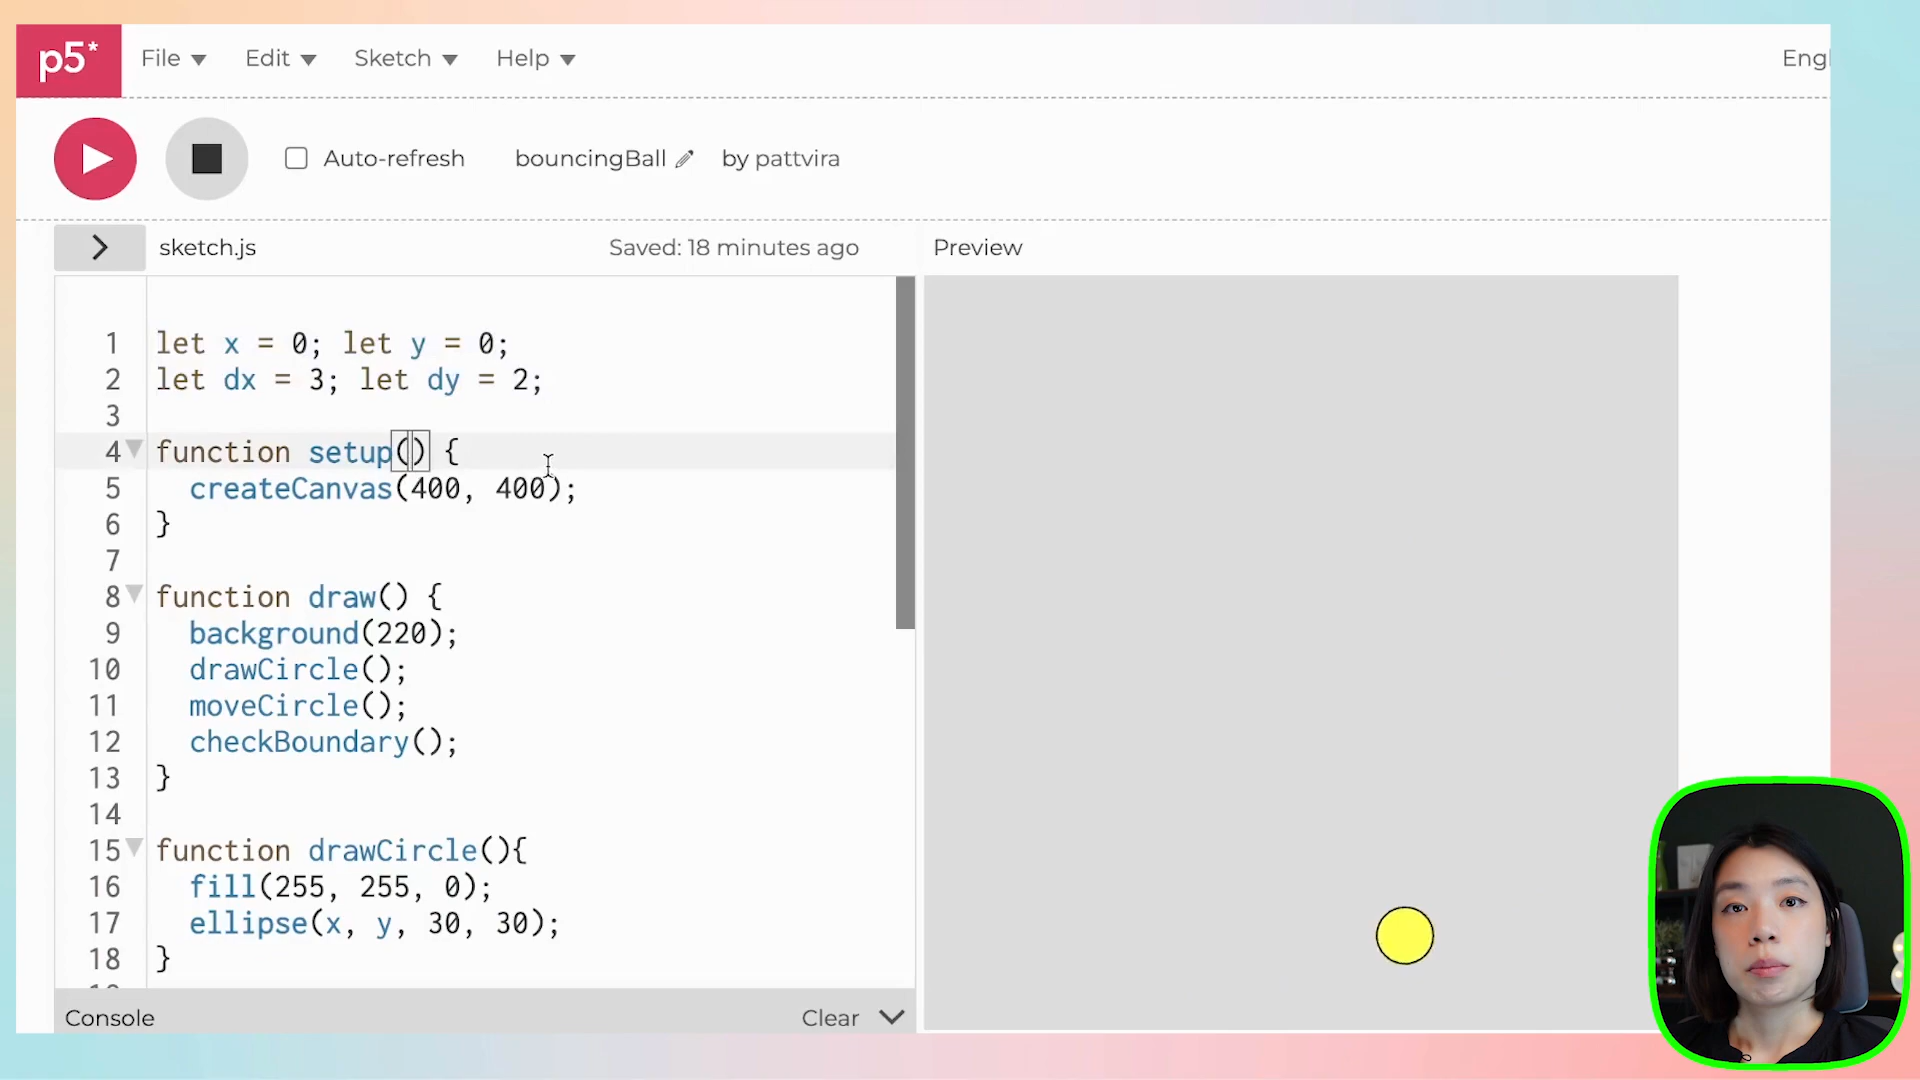 p5* File Edit Sketch Help Engl
Auto-refresh bouncingBall by pattvira
sketch.js Saved: 18 minutes ago Preview
1 let x = 0; let y = 0;
2 let dx = 3; let dy = 2;
3
4 function setup() {
5 createCanvas(400, 400);
6 }
7
8 function draw() {
9 background(220);
10 drawCircle();
11 moveCircle();
12 checkBoundary();
13 }
14
15 function drawCircle(){
16 fill(255, 255, 0);
17 ellipse(x, y, 30, 30);
18 }
Console Clear